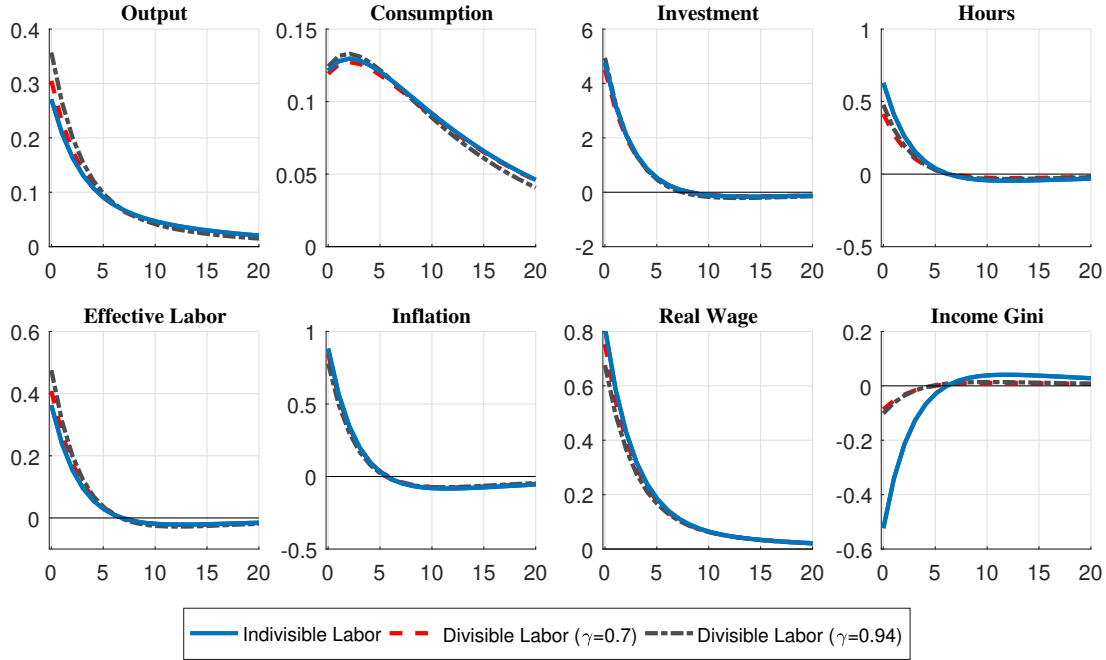 Output Consumption Investment Hours
0.4 0.15 6 1
0.3 4
0.1 0.5
0.2 2
0.05 0
0.1 0
0 0 -2 -0.5
0 5 10 15 20 0 5 10 15 20 0 5 10 15 20 0 5 10 15 20
Effective Labor Inflation Real Wage Income Gini
0.6 1 0.8 0.2
0.4 0.6 0
0.5
0.4 -0.2
0.2
0 0.2 -0.4
0
-0.5 0 -0.6
0 5 10 15 20 0 5 10 15 20 0 5 10 15 20 0 5 10 15 20
Indivisible Labor Divisible Labor (γ=0.7) Divisible Labor (γ=0.94)